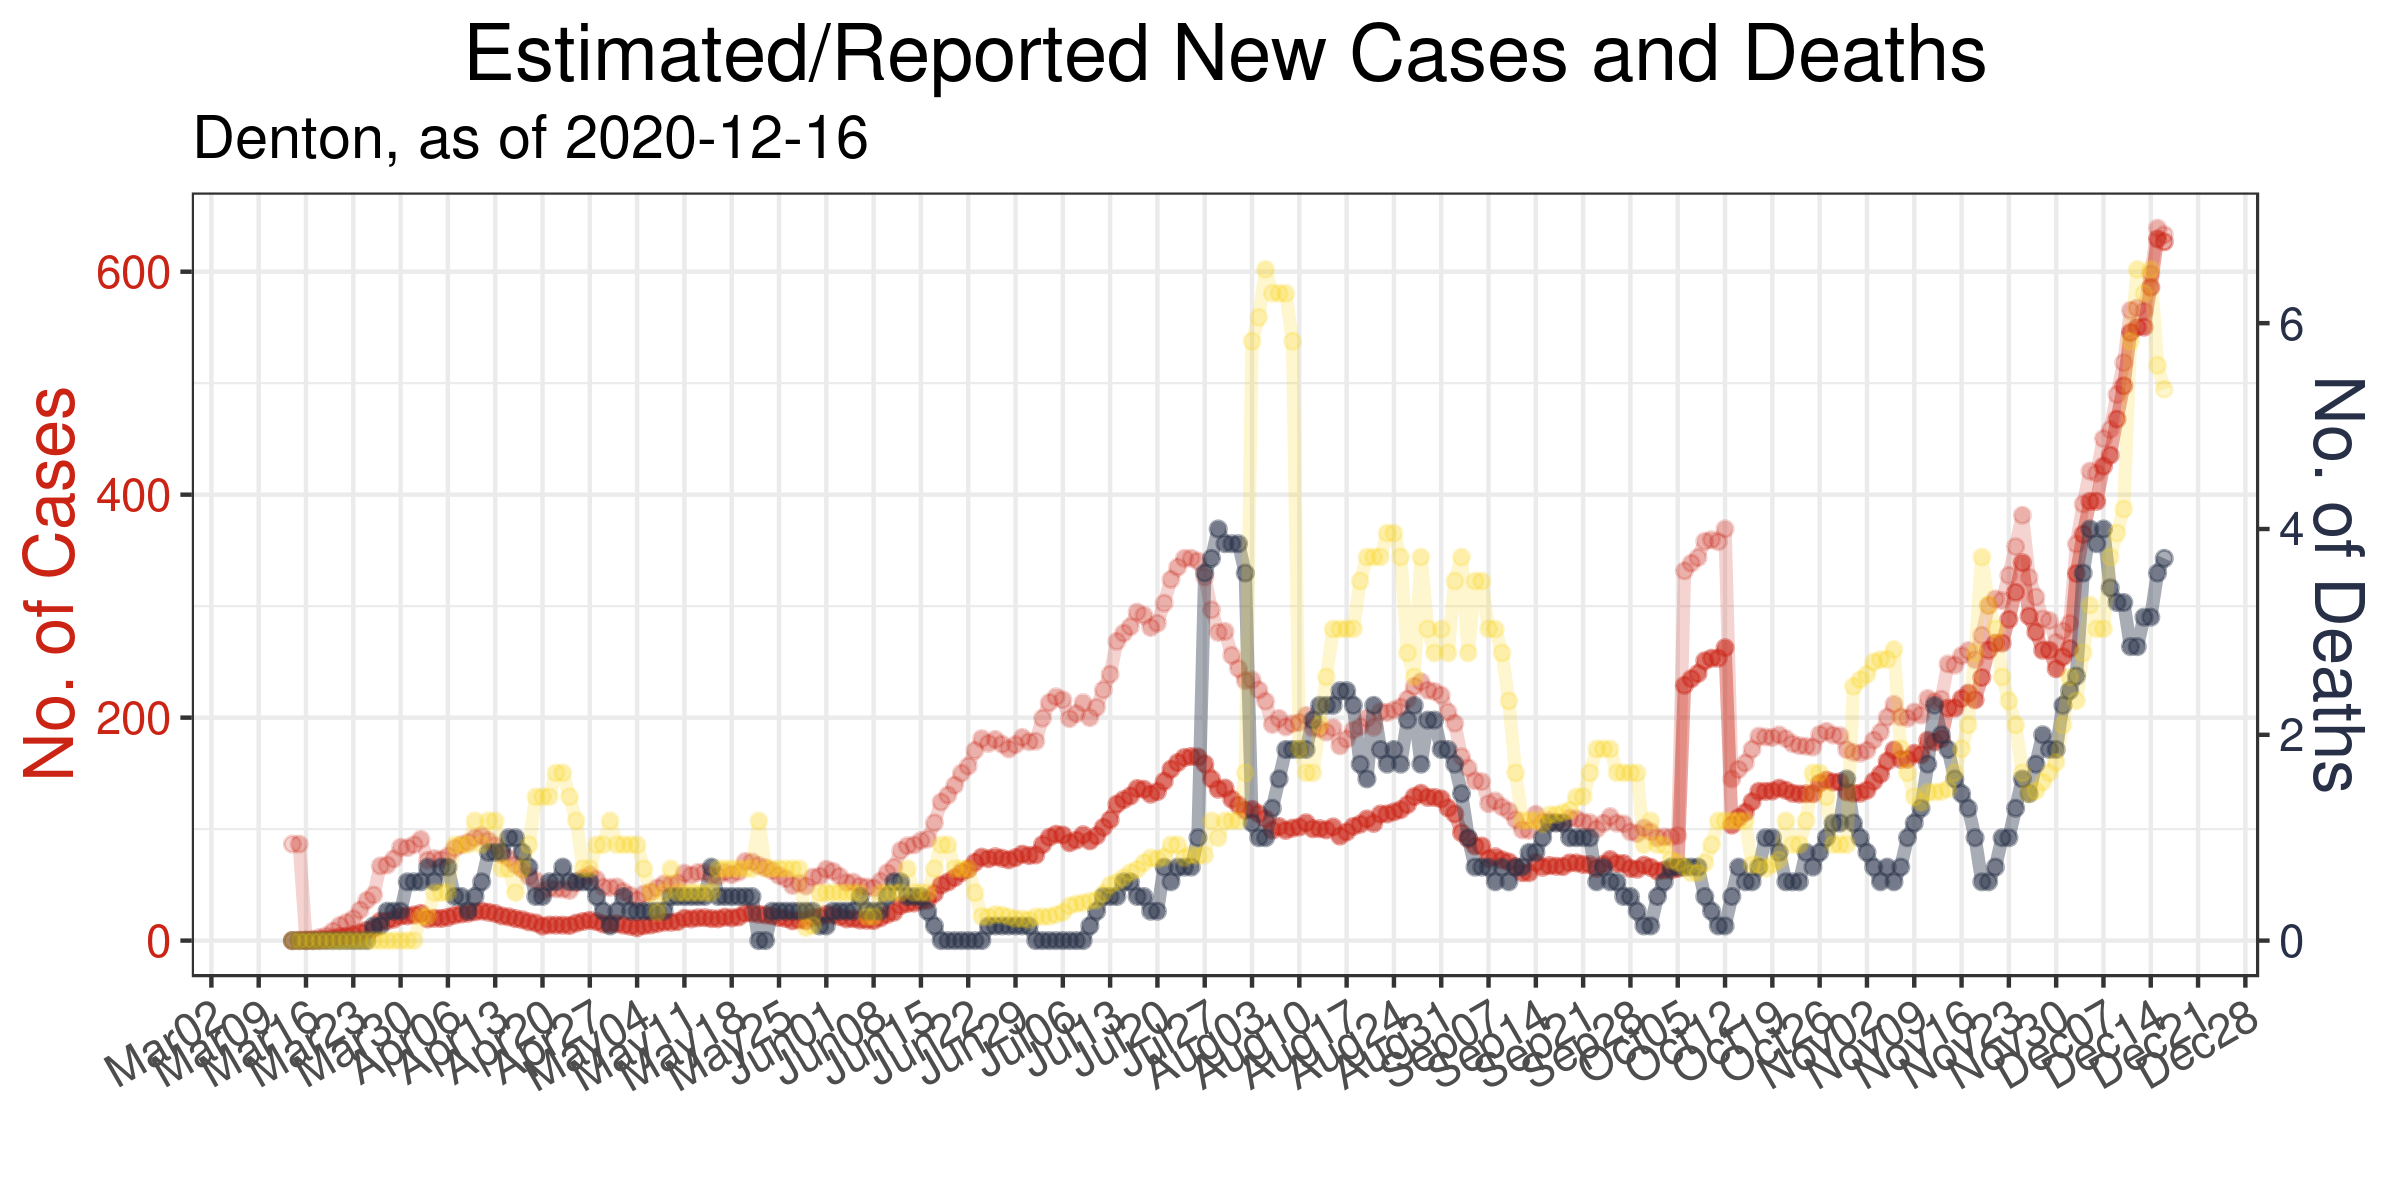 Estimated/Reported New Cases and Deaths
Denton, as of 2020-12-16
No. of Cases
600
400
200
0
6
4
2
0
No. of Deaths
Mar02
Mar09
Mar16
Mar23
Mar30
Apr06
Apr13
Apr20
Apr27
May04
May11
May18
May25
Jun01
Jun08
Jun15
Jun22
Jun29
Jul06
Jul13
Jul20
Jul27
Aug03
Aug10
Aug17
Aug24
Aug31
Sep07
Sep14
Sep21
Sep28
Oct05
Oct12
Oct19
Oct26
Nov02
Nov09
Nov16
Nov23
Nov30
Dec07
Dec14
Dec21
Dec28